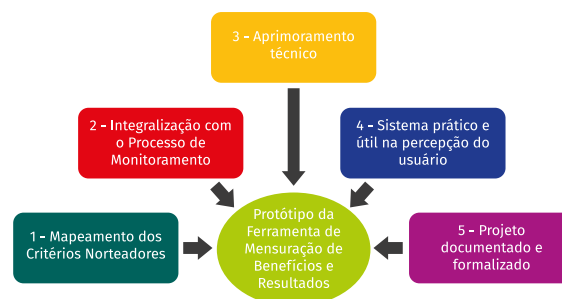 3 - Aprimoramento
técnico
2 - Integralização com
o Processo de
Monitoramento
4 - Sistema prático e
útil na percepção do
usuário
1 - Mapeamento dos
Critérios Norteadores
Protótipo da
Ferramenta de
Mensuração de
Benefícios e
Resultados
5 - Projeto
documentado e
formalizado